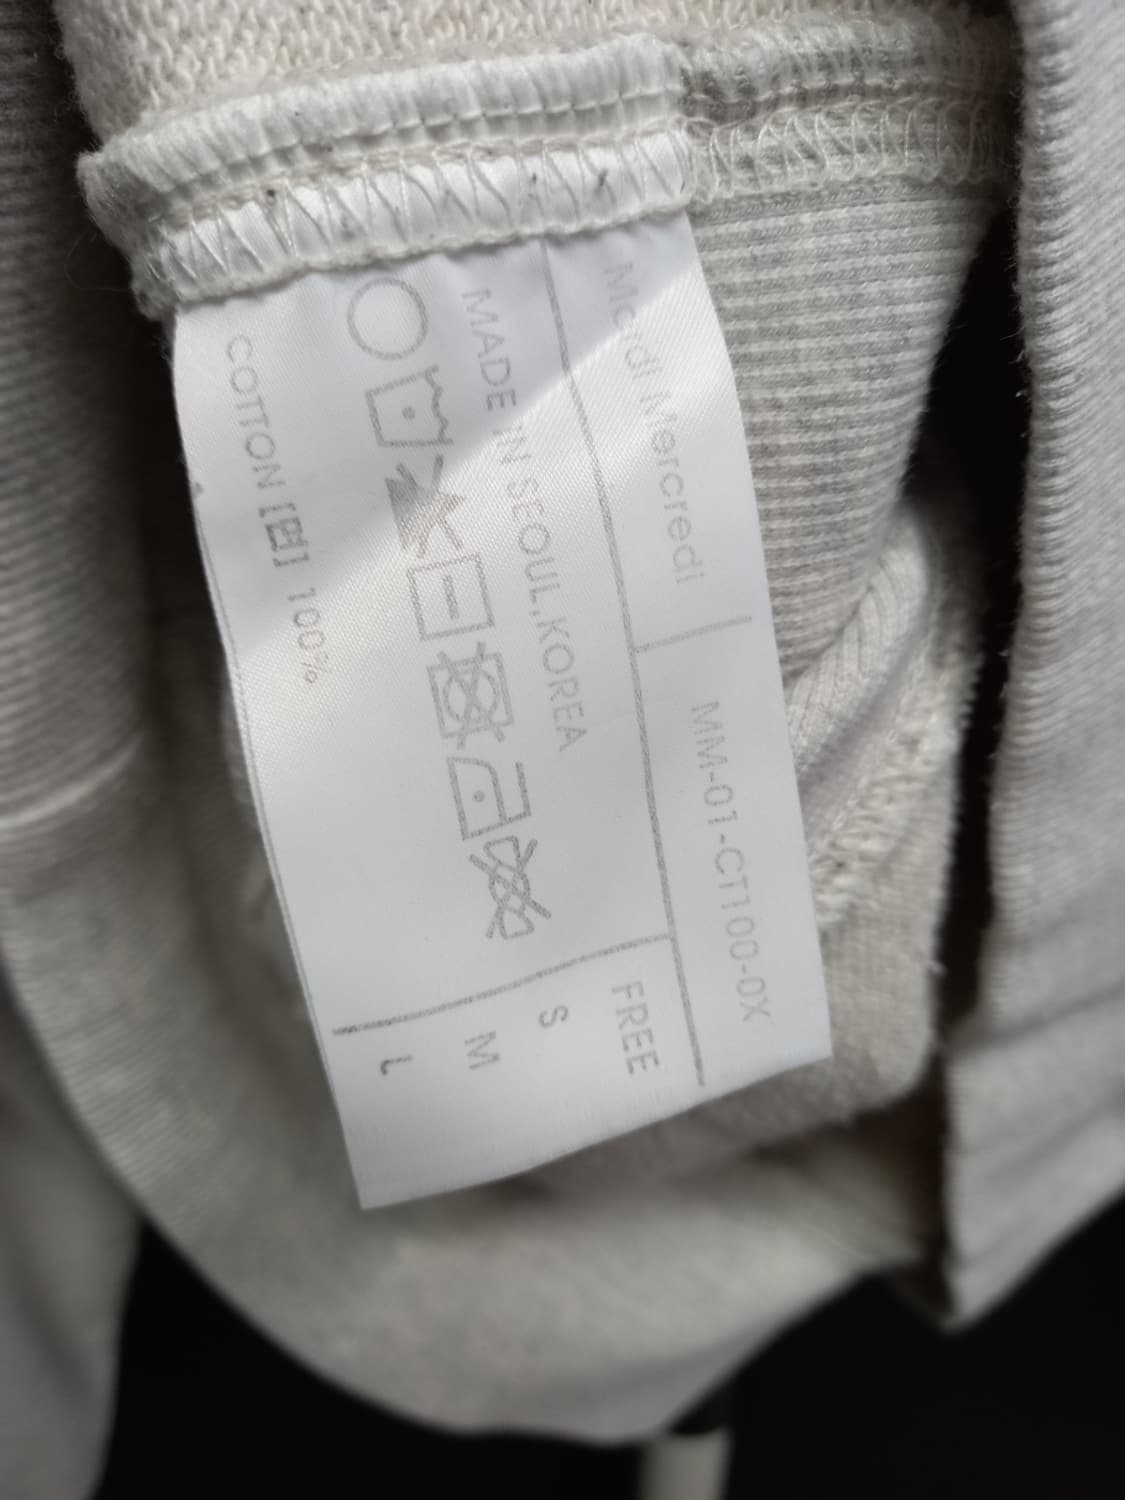 Mardi Mercredi
MM-01-CT100-0X
MADE IN SEOUL,KOREA
COTTON [면] 100%
FREE
S
M
L